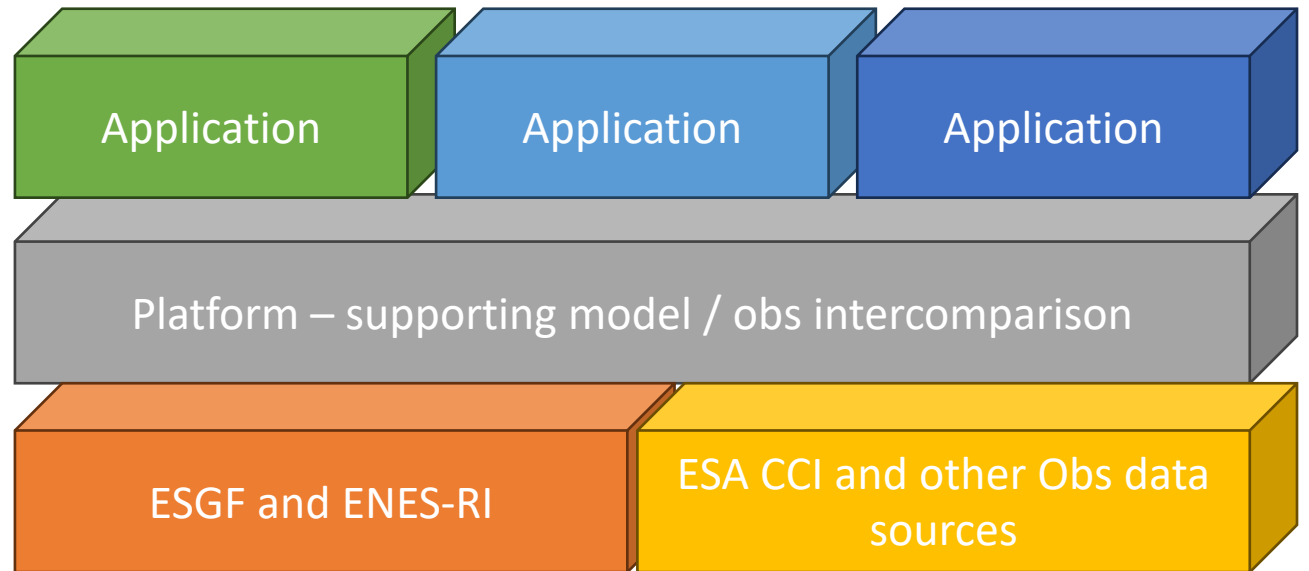 Application
Application
Application
Platform – supporting model / obs intercomparison
ESGF and ENES-RI
ESA CCI and other Obs data
sources